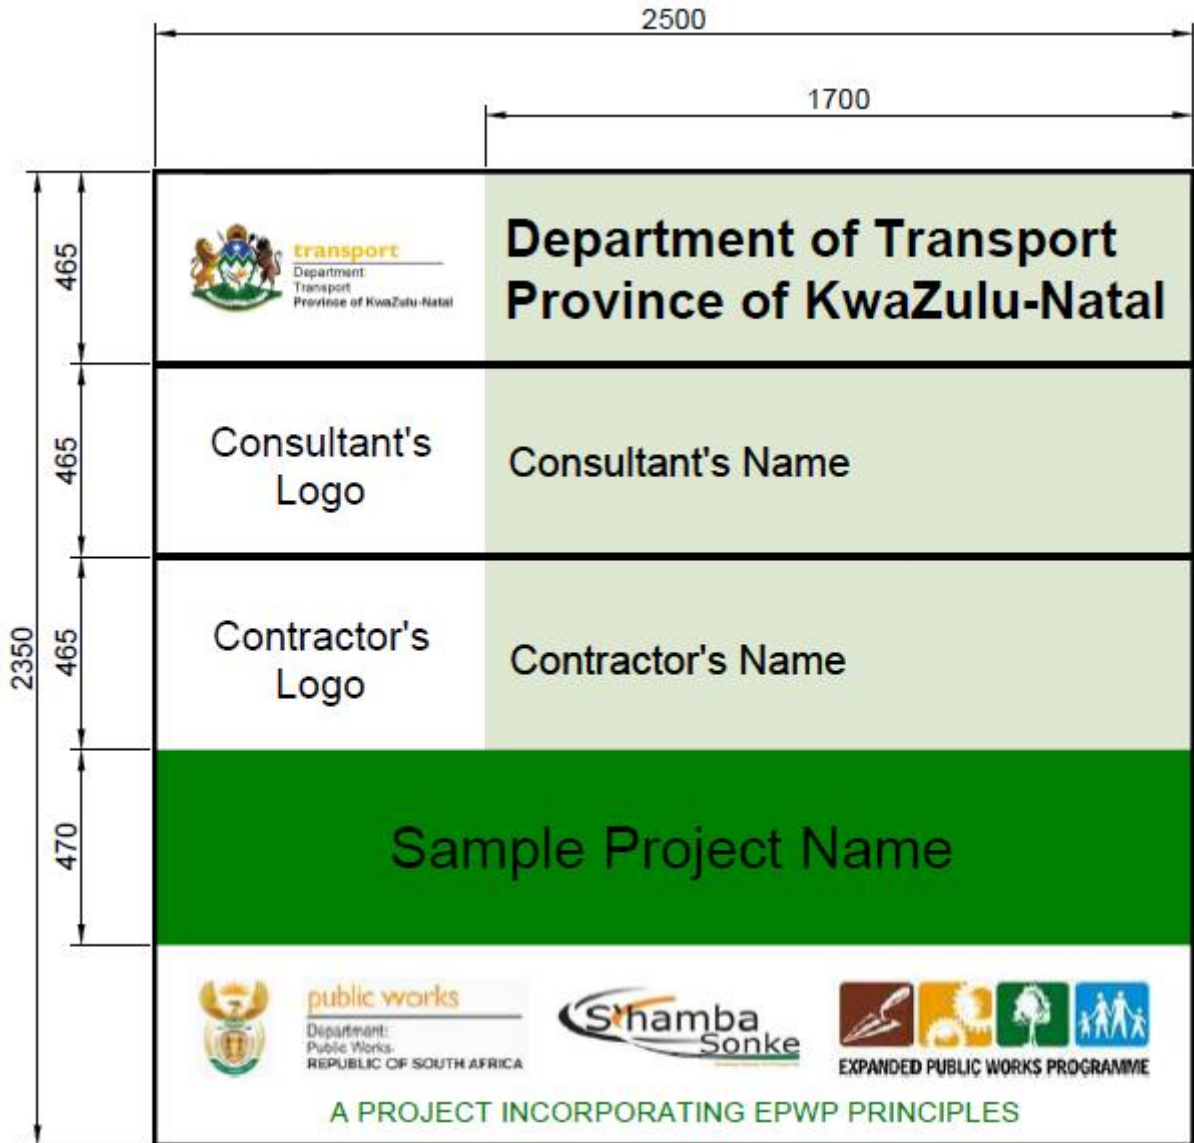 2500
1700
465
transport
Department:
Transport
Province of KwaZulu-Natal
Department of Transport
Province of KwaZulu-Natal
465
Consultant's
Logo
Consultant's Name
2350
465
Contractor's
Logo
Contractor's Name
470
Sample Project Name
public works
Department:
Public Works
REPUBLIC OF SOUTH AFRICA
S'hamba
Sonke
EXPANDED PUBLIC WORKS PROGRAMME
A PROJECT INCORPORATING EPWP PRINCIPLES